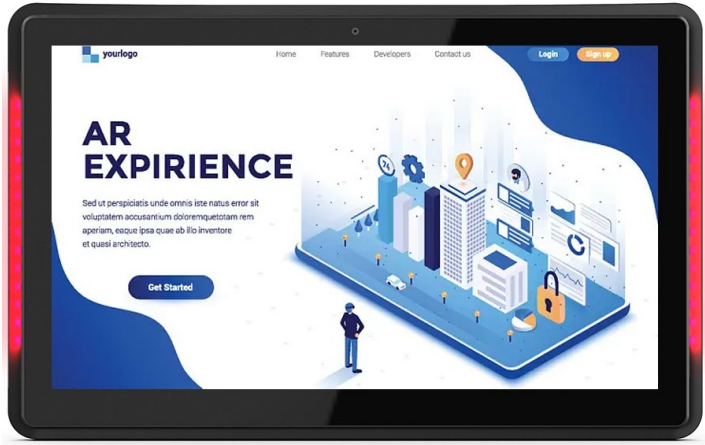 yourlogo
Home Features Developers Contact us Login Sign up
AR
EXPIRIENCE
Sed ut perspiciatis unde omnis iste natus error sit
voluptatem accusantium doloremquetotam rem
aperiam, eaque ipsa quae ab illo inventore
et quasi architecto.
Get Started